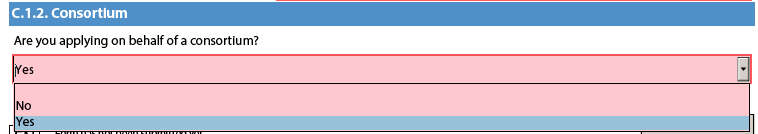 C.1.2. Consortium
Are you applying on behalf of a consortium?
Yes
No
Yes